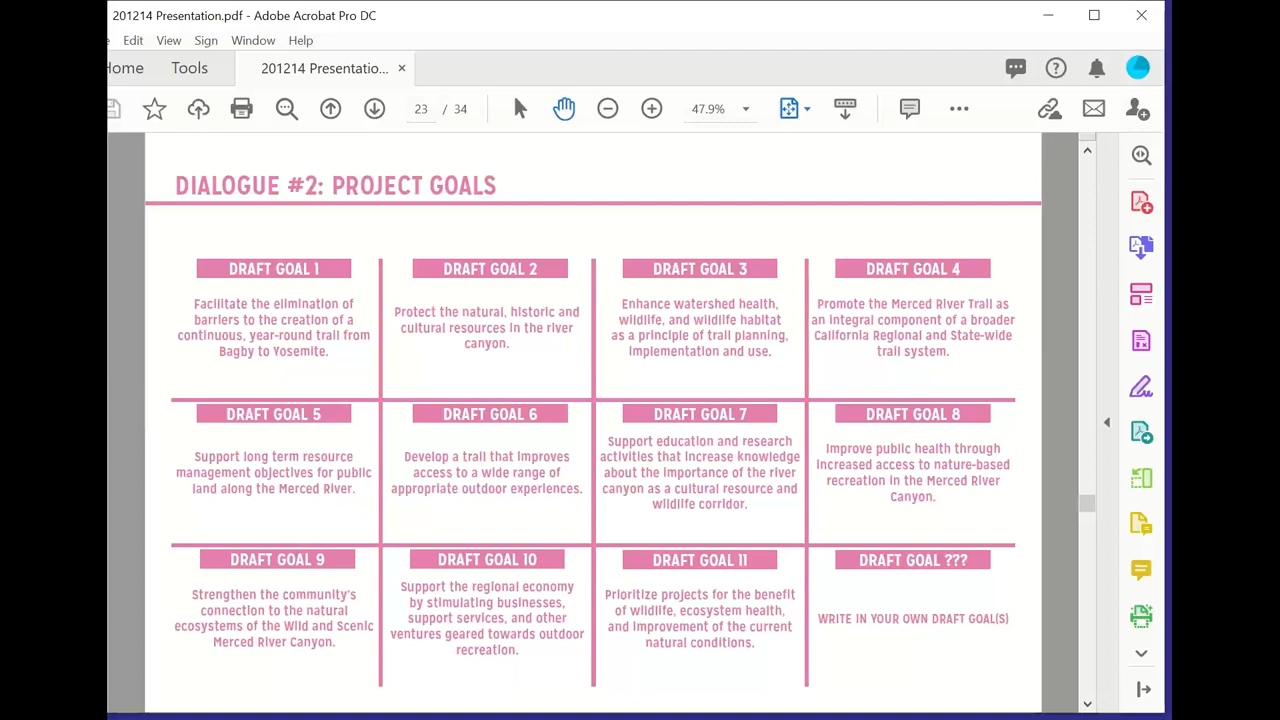 201214 Presentation.pdf - Adobe Acrobat Pro DC
Edit View Sign Window Help
Home Tools 201214 Presentatio... ×
23 / 34 47.9%
DIALOGUE #2: PROJECT GOALS
DRAFT GOAL 1
Facilitate the elimination of
barriers to the creation of a
continuous, year-round trail from
Bagby to Yosemite.
DRAFT GOAL 2
Protect the natural, historic and
cultural resources in the river
canyon.
DRAFT GOAL 3
Enhance watershed health,
wildlife, and wildlife habitat
as a principle of trail planning,
implementation and use.
DRAFT GOAL 4
Promote the Merced River Trail as
an integral component of a broader
California Regional and State-wide
trail system.
DRAFT GOAL 5
Support long term resource
management objectives for public
land along the Merced River.
DRAFT GOAL 6
Develop a trail that improves
access to a wide range of
appropriate outdoor experiences.
DRAFT GOAL 7
Support education and research
activities that increase knowledge
about the importance of the river
canyon as a cultural resource and
wildlife corridor.
DRAFT GOAL 8
Improve public health through
increased access to nature-based
recreation in the Merced River
Canyon.
DRAFT GOAL 9
Strengthen the community's
connection to the natural
ecosystems of the Wild and Scenic
Merced River Canyon.
DRAFT GOAL 10
Support the regional economy
by stimulating businesses,
support services, and other
ventures geared towards outdoor
recreation.
DRAFT GOAL 11
Prioritize projects for the benefit
of wildlife, ecosystem health,
and improvement of the current
natural conditions.
DRAFT GOAL ???
WRITE IN YOUR OWN DRAFT GOAL(S)